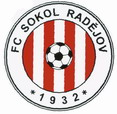 FC SOKOL RADĚJOV
* 1932 *